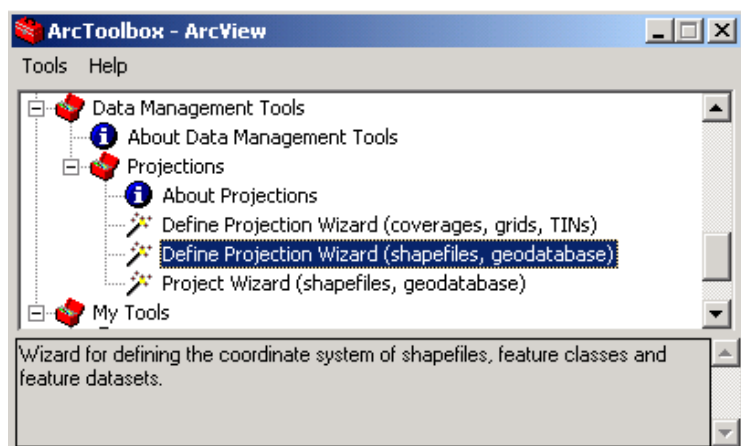 ArcToolbox - ArcView
Tools Help
Data Management Tools
About Data Management Tools
Projections
About Projections
Define Projection Wizard (coverages, grids, TINs)
Define Projection Wizard (shapefiles, geodatabase)
Project Wizard (shapefiles, geodatabase)
My Tools
Wizard for defining the coordinate system of shapefiles, feature classes and
feature datasets.